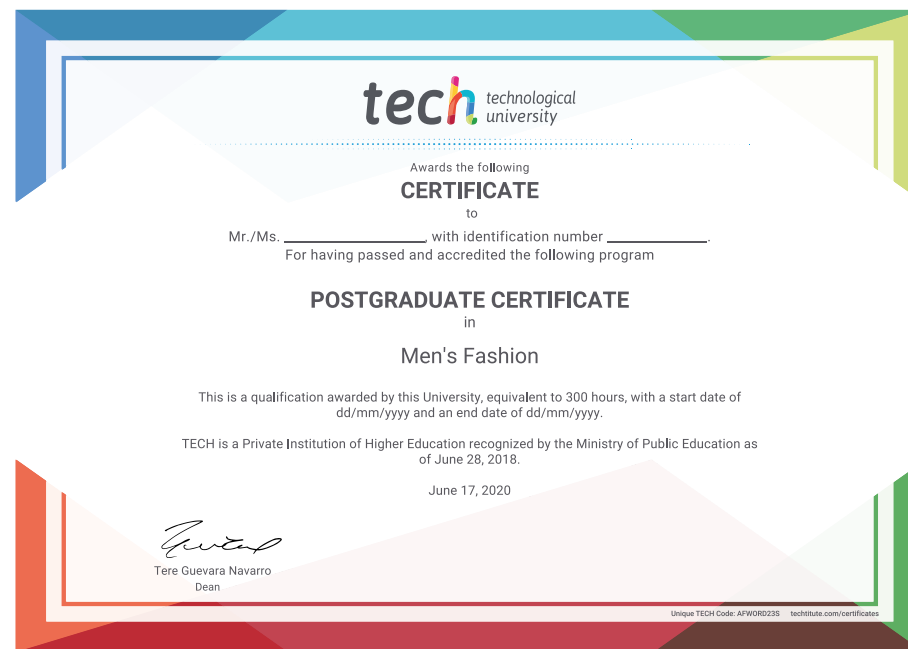 tech technological
university
Awards the following
CERTIFICATE
to
Mr./Ms. ____________, with identification number ____________.
For having passed and accredited the following program
POSTGRADUATE CERTIFICATE
in
Men's Fashion
This is a qualification awarded by this University, equivalent to 300 hours, with a start date of
dd/mm/yyyy and an end date of dd/mm/yyyy.
TECH is a Private Institution of Higher Education recognized by the Ministry of Public Education as
of June 28, 2018.
June 17, 2020
Tere Guevara Navarro
Dean
Unique TECH Code: AFWORD23S techtitute.com/certificates